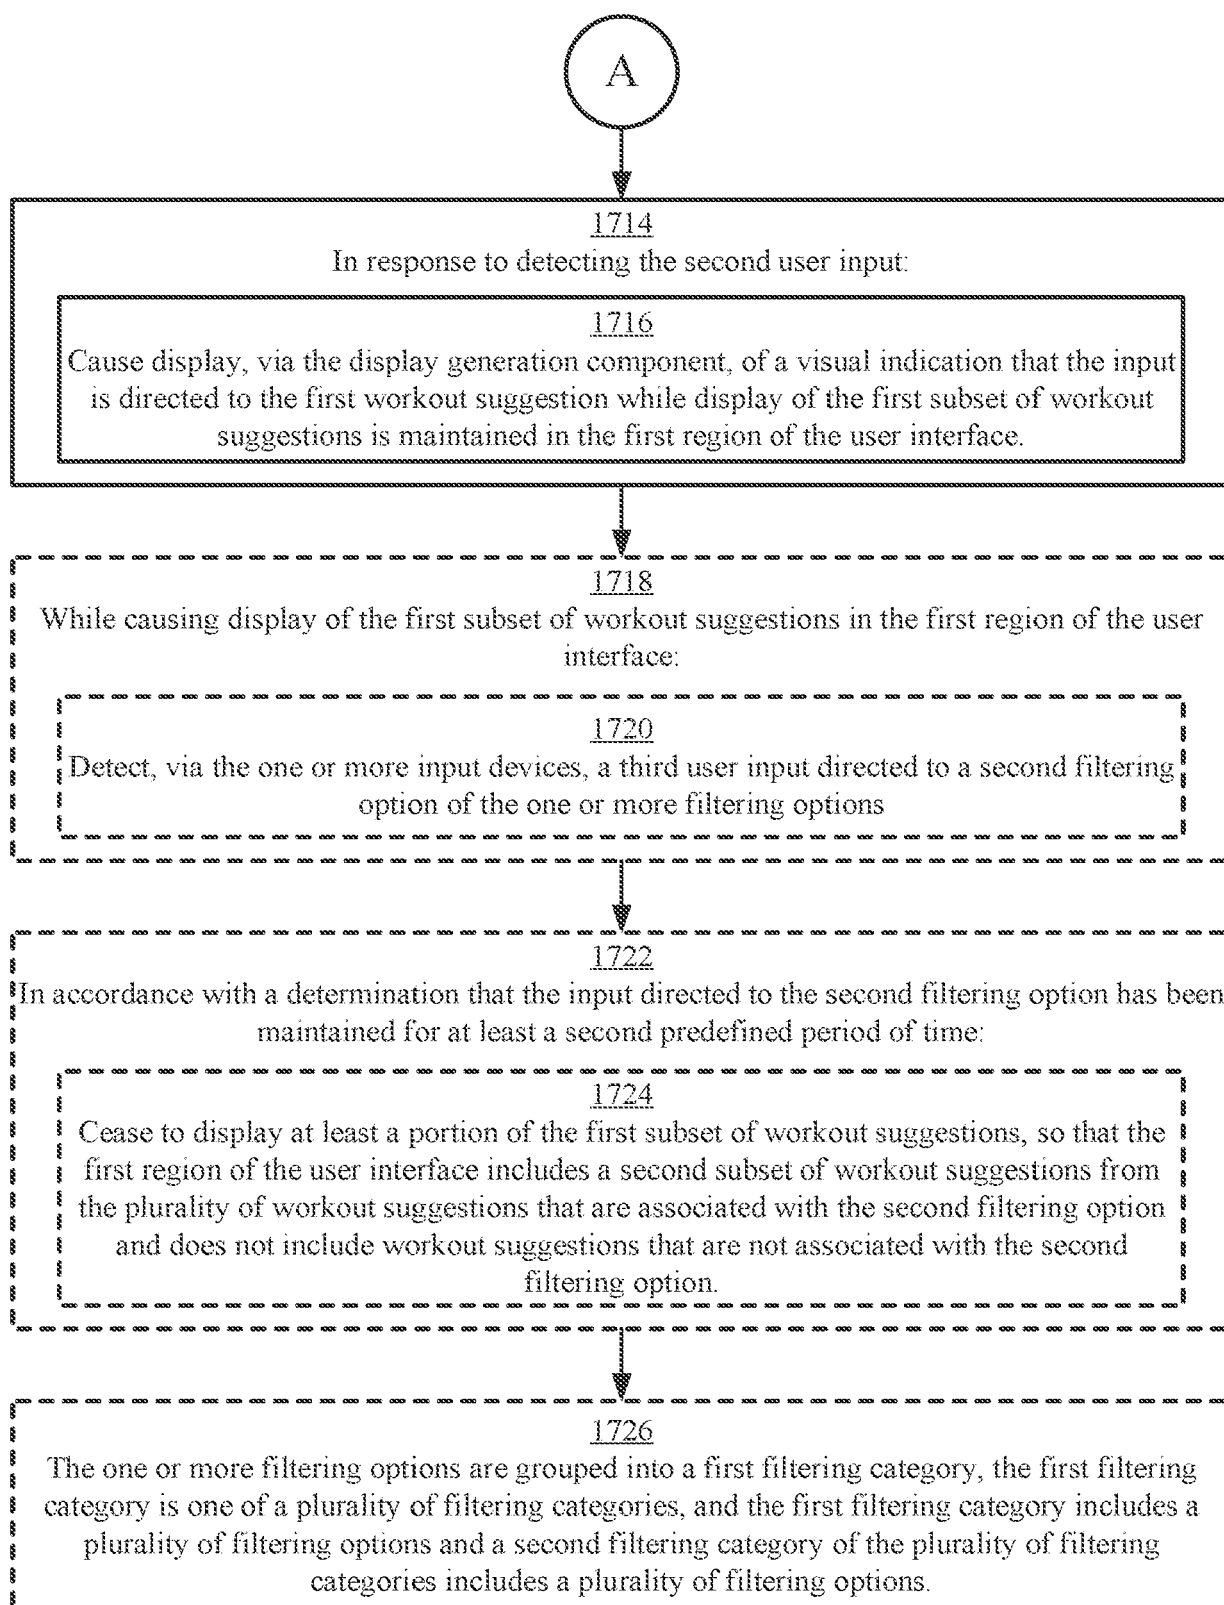 A
1714
In response to detecting the second user input:
1716
Cause display, via the display generation component, of a visual indication that the input
is directed to the first workout suggestion while display of the first subset of workout
suggestions is maintained in the first region of the user interface.
1718
While causing display of the first subset of workout suggestions in the first region of the user
interface:
1720
Detect, via the one or more input devices, a third user input directed to a second filtering
option of the one or more filtering options
1722
In accordance with a determination that the input directed to the second filtering option has been
maintained for at least a second predefined period of time:
1724
Cease to display at least a portion of the first subset of workout suggestions, so that the
first region of the user interface includes a second subset of workout suggestions from
the plurality of workout suggestions that are associated with the second filtering option
and does not include workout suggestions that are not associated with the second
filtering option.
1726
The one or more filtering options are grouped into a first filtering category, the first filtering
category is one of a plurality of filtering categories, and the first filtering category includes a
plurality of filtering options and a second filtering category of the plurality of filtering
categories includes a plurality of filtering options.